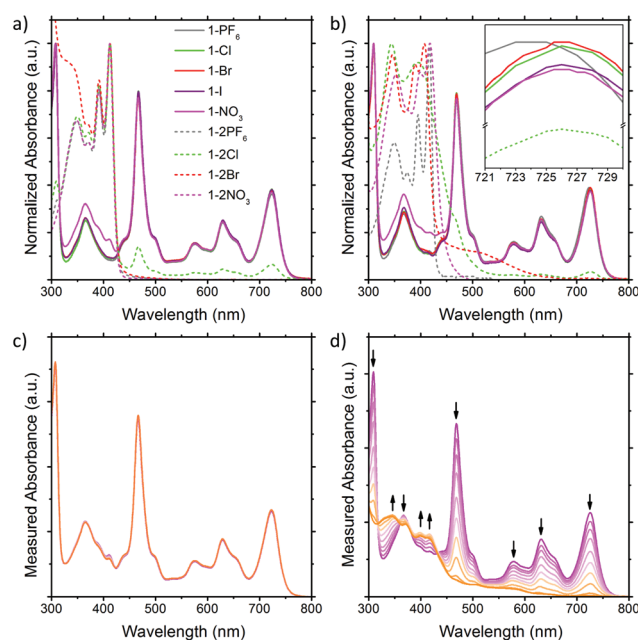 a)
1-PF6
1-Cl
1-Br
1-I
1-NO3
1-2PF6
1-2Cl
1-2Br
1-2NO3
Normalized Absorbance (a.u.)
300 400 500 600 700 800
Wavelength (nm)
b)
721 723 725 727 729
Normalized Absorbance (a.u.)
300 400 500 600 700 800
Wavelength (nm)
c)
Measured Absorbance (a.u.)
300 400 500 600 700 800
Wavelength (nm)
d)
Measured Absorbance (a.u.)
300 400 500 600 700 800
Wavelength (nm)